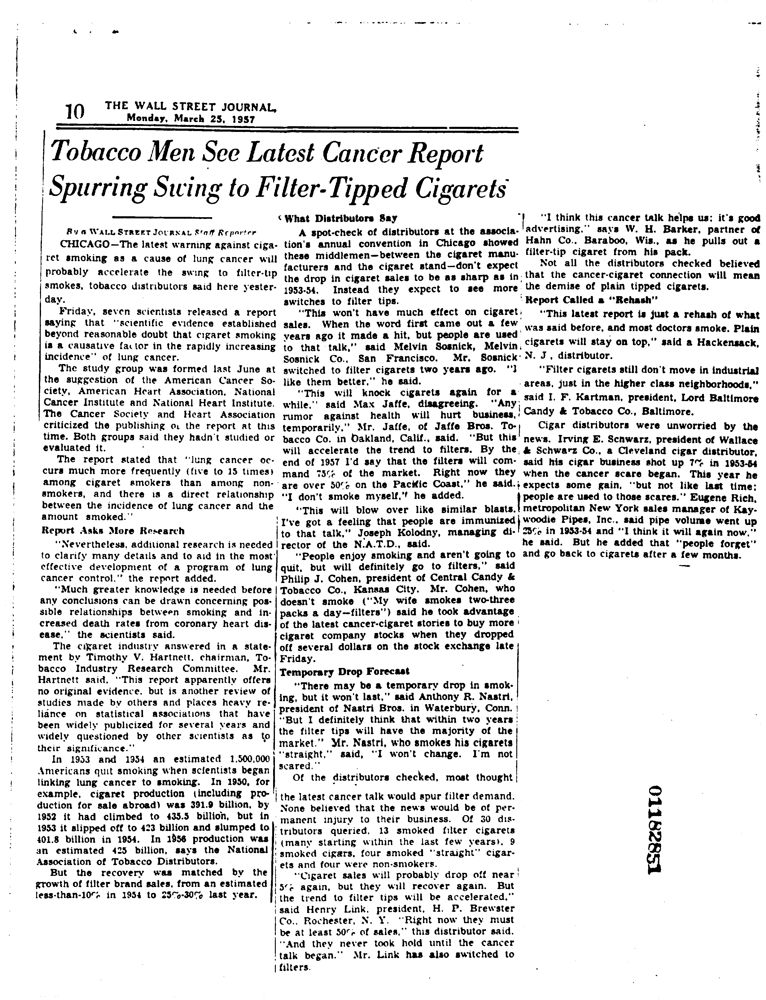 10
THE WALL STREET JOURNAL,
Monday, March 25, 1957
Tobacco Men See Latest Cancer Report
Spurring Swing to Filter-Tipped Cigarets
By a WALL STREET JOURNAL Staff Reporter
CHICAGO—The latest warning against ciga-
ret smoking as a cause of lung cancer will
probably accelerate the swing to filter-tip
smokes, tobacco distributors said here yester-
day.
Friday, seven scientists released a report
saying that "scientific evidence established
beyond reasonable doubt that cigaret smoking
is a causative factor in the rapidly increasing
incidence" of lung cancer.
The study group was formed last June at
the suggestion of the American Cancer So-
ciety, American Heart Association, National
Cancer Institute and National Heart Institute.
The Cancer Society and Heart Association
criticized the publishing of the report at this
time. Both groups said they hadn't studied or
evaluated it.
The report stated that "lung cancer oc-
curs much more frequently (five to 15 times)
among cigaret smokers than among non-
smokers, and there is a direct relationship
between the incidence of lung cancer and the
amount smoked."
Report Asks More Research
"Nevertheless, additional research is needed
to clarify many details and to aid in the most
effective development of a program of lung
cancer control," the report added.
"Much greater knowledge is needed before
any conclusions can be drawn concerning pos-
sible relationships between smoking and in-
creased death rates from coronary heart dis-
ease," the scientists said.
The cigaret industry answered in a state-
ment by Timothy V. Hartnett, chairman, To-
bacco Industry Research Committee. Mr.
Hartnett said, "This report apparently offers
no original evidence, but is another review of
studies made by others and places heavy re-
liance on statistical associations that have
been widely publicized for several years and
widely questioned by other scientists as to
their significance."
In 1953 and 1954 an estimated 1,500,000
Americans quit smoking when scientists began
linking lung cancer to smoking. In 1950, for
example, cigaret production (including pro-
duction for sale abroad) was 391.9 billion, by
1952 it had climbed to 435.5 billion, but in
1953 it slipped off to 423 billion and slumped to
401.8 billion in 1954. In 1956 production was
an estimated 425 billion, says the National
Association of Tobacco Distributors.
But the recovery was matched by the
growth of filter brand sales, from an estimated
less-than-10% in 1954 to 25%-30% last year.
What Distributors Say
A spot-check of distributors at the associa-
tion's annual convention in Chicago showed
these middlemen—between the cigaret manu-
facturers and the cigaret stand—don't expect
the drop in cigaret sales to be as sharp as in
1953-54. Instead they expect to see more
switches to filter tips.
"This won't have much effect on cigaret
sales. When the word first came out a few
years ago it made a hit, but people are used
to that talk," said Melvin Sosnick, Melvin
Sosnick Co., San Francisco. Mr. Sosnick
switched to filter cigarets two years ago. "I
like them better," he said.
"This will knock cigarets again for a
while," said Max Jaffe, disagreeing. "Any
rumor against health will hurt business,
temporarily," Mr. Jaffe, of Jaffe Bros. To-
bacco Co. in Oakland, Calif., said. "But this
will accelerate the trend to filters. By the
end of 1957 I'd say that the filters will com-
mand 75% of the market. Right now they
are over 50% on the Pacific Coast," he said.
"I don't smoke myself," he added.
"This will blow over like similar blasts.
I've got a feeling that people are immunized
to that talk," Joseph Kolodny, managing di-
rector of the N.A.T.D., said.
"People enjoy smoking and aren't going to
quit, but will definitely go to filters," said
Philip J. Cohen, president of Central Candy &
Tobacco Co., Kansas City. Mr. Cohen, who
doesn't smoke ("My wife smokes two-three
packs a day—filters") said he took advantage
of the latest cancer-cigaret stories to buy more
cigaret company stocks when they dropped
off several dollars on the stock exchange late
Friday.
Temporary Drop Forecast
"There may be a temporary drop in smok-
ing, but it won't last," said Anthony R. Nastri,
president of Nastri Bros. in Waterbury, Conn.
"But I definitely think that within two years
the filter tips will have the majority of the
market." Mr. Nastri, who smokes his cigarets
"straight," said, "I won't change. I'm not
scared."
Of the distributors checked, most thought
the latest cancer talk would spur filter demand.
None believed that the news would be of per-
manent injury to their business. Of 30 dis-
tributors queried, 13 smoked filter cigarets
(many starting within the last few years), 9
smoked cigars, four smoked "straight" cigar-
ets and four were non-smokers.
"Cigaret sales will probably drop off near
5% again, but they will recover again. But
the trend to filter tips will be accelerated,"
said Henry Link, president, H. P. Brewster
Co., Rochester, N. Y. "Right now they must
be at least 50% of sales," this distributor said.
"And they never took hold until the cancer
talk began." Mr. Link has also switched to
filters.
"I think this cancer talk helps us; it's good
advertising," says W. H. Barker, partner of
Hahn Co., Baraboo, Wis., as he pulls out a
filter-tip cigaret from his pack.
Not all the distributors checked believed
that the cancer-cigaret connection will mean
the demise of plain tipped cigarets.
Report Called a "Rehash"
"This latest report is just a rehash of what
was said before, and most doctors smoke. Plain
cigarets will stay on top," said a Hackensack,
N. J., distributor.
"Filter cigarets still don't move in industrial
areas, just in the higher class neighborhoods,"
said I. F. Kartman, president, Lord Baltimore
Candy & Tobacco Co., Baltimore.
Cigar distributors were unworried by the
news. Irving E. Schwarz, president of Wallace
& Schwarz Co., a Cleveland cigar distributor,
said his cigar business shot up 7% in 1953-54
when the cancer scare began. This year he
expects some gain, "but not like last time;
people are used to those scares." Eugene Rich,
metropolitan New York sales manager of Kay-
woodie Pipes, Inc., said pipe volume went up
25% in 1953-54 and "I think it will again now,"
he said. But he added that "people forget"
and go back to cigarets after a few months.
01182851